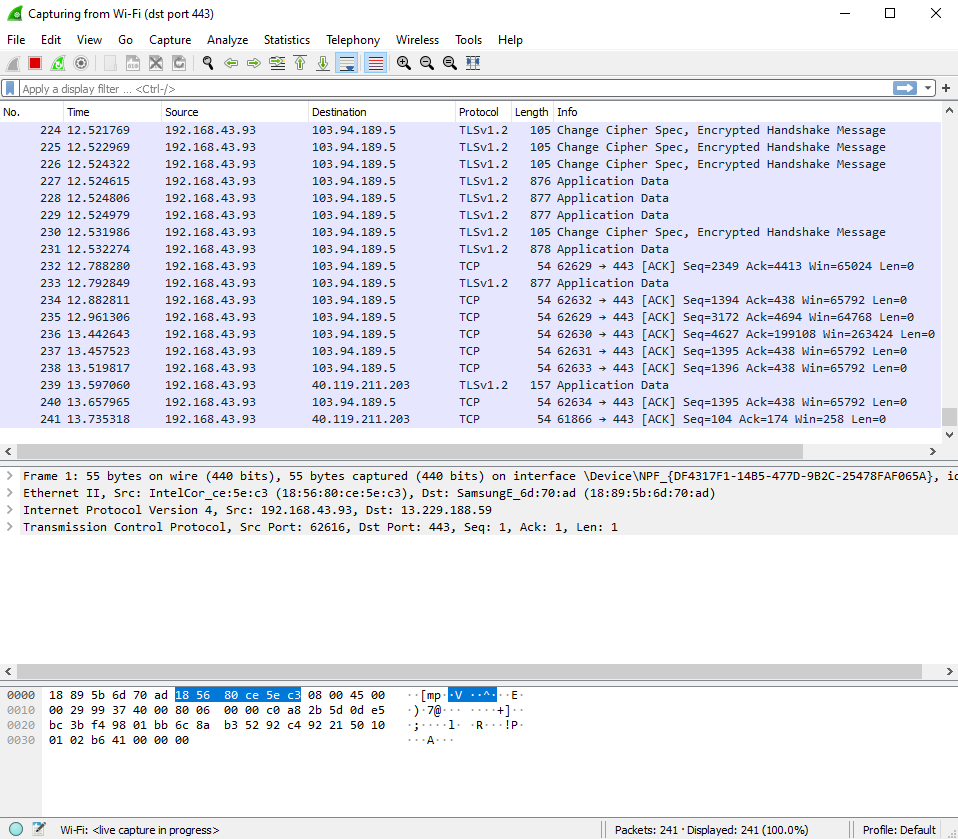 Capturing from Wi-Fi (dst port 443)
File Edit View Go Capture Analyze Statistics Telephony Wireless Tools Help
Apply a display filter ... <Ctrl-/>
No. Time Source Destination Protocol Length Info
224 12.521769 192.168.43.93 103.94.189.5 TLSv1.2 105 Change Cipher Spec, Encrypted Handshake Message
225 12.522969 192.168.43.93 103.94.189.5 TLSv1.2 105 Change Cipher Spec, Encrypted Handshake Message
226 12.524322 192.168.43.93 103.94.189.5 TLSv1.2 105 Change Cipher Spec, Encrypted Handshake Message
227 12.524615 192.168.43.93 103.94.189.5 TLSv1.2 876 Application Data
228 12.524806 192.168.43.93 103.94.189.5 TLSv1.2 877 Application Data
229 12.524979 192.168.43.93 103.94.189.5 TLSv1.2 877 Application Data
230 12.531986 192.168.43.93 103.94.189.5 TLSv1.2 105 Change Cipher Spec, Encrypted Handshake Message
231 12.532274 192.168.43.93 103.94.189.5 TLSv1.2 878 Application Data
232 12.788280 192.168.43.93 103.94.189.5 TCP 54 62629 → 443 [ACK] Seq=2349 Ack=4413 Win=65024 Len=0
233 12.792849 192.168.43.93 103.94.189.5 TLSv1.2 877 Application Data
234 12.882811 192.168.43.93 103.94.189.5 TCP 54 62632 → 443 [ACK] Seq=1394 Ack=438 Win=65792 Len=0
235 12.961306 192.168.43.93 103.94.189.5 TCP 54 62629 → 443 [ACK] Seq=3172 Ack=4694 Win=64768 Len=0
236 13.442643 192.168.43.93 103.94.189.5 TCP 54 62630 → 443 [ACK] Seq=4627 Ack=199108 Win=263424 Len=0
237 13.457523 192.168.43.93 103.94.189.5 TCP 54 62631 → 443 [ACK] Seq=1395 Ack=438 Win=65792 Len=0
238 13.519817 192.168.43.93 103.94.189.5 TCP 54 62633 → 443 [ACK] Seq=1396 Ack=438 Win=65792 Len=0
239 13.597060 192.168.43.93 40.119.211.203 TLSv1.2 157 Application Data
240 13.657965 192.168.43.93 103.94.189.5 TCP 54 62634 → 443 [ACK] Seq=1395 Ack=438 Win=65792 Len=0
241 13.735318 192.168.43.93 40.119.211.203 TCP 54 61866 → 443 [ACK] Seq=104 Ack=174 Win=258 Len=0
Frame 1: 55 bytes on wire (440 bits), 55 bytes captured (440 bits) on interface \Device\NPF_{DF4317F1-14B5-477D-9B2C-25478FAF065A}, id
Ethernet II, Src: IntelCor_ce:5e:c3 (18:56:80:ce:5e:c3), Dst: SamsungE_6d:70:ad (18:89:5b:6d:70:ad)
Internet Protocol Version 4, Src: 192.168.43.93, Dst: 13.229.188.59
Transmission Control Protocol, Src Port: 62616, Dst Port: 443, Seq: 1, Ack: 1, Len: 1
0000 18 89 5b 6d 70 ad 18 56 80 ce 5e c3 08 00 45 00 ··[mp··V ··^···E·
0010 00 29 99 37 40 00 80 06 00 00 c0 a8 2b 5d 0d e5 ·)·7@··· ····+]··
0020 bc 3b f4 98 01 bb 6c 8a b3 52 92 c4 92 21 50 10 ·;····l· ·R···!P·
0030 01 02 b6 41 00 00 00 ···A···
Wi-Fi: <live capture in progress> Packets: 241 · Displayed: 241 (100.0%) Profile: Default